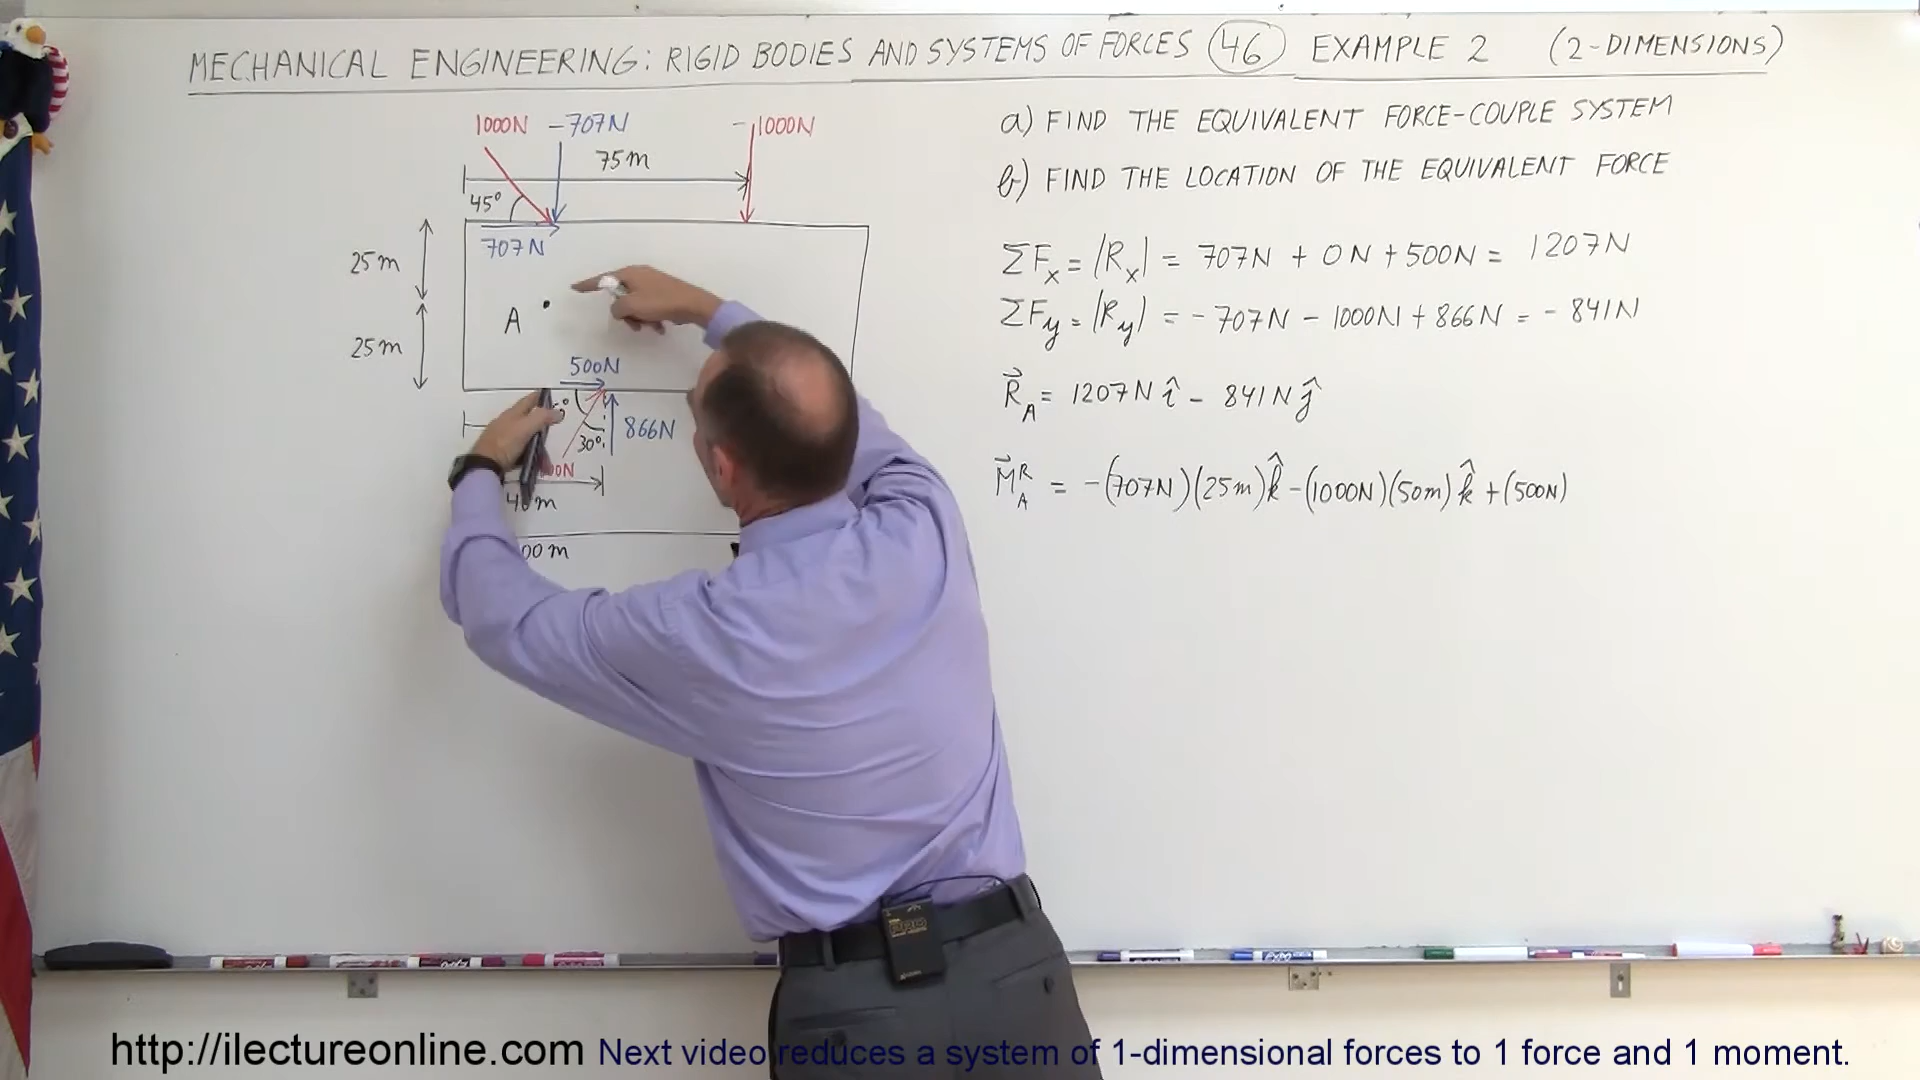 MECHANICAL ENGINEERING: RIGID BODIES AND SYSTEMS OF FORCES 46 EXAMPLE 2 (2-DIMENSIONS)
1000N -707N - 1000N
75m
45°
707N
25m
A
25m
500N
30°
866N
00N
m
00 m
a) FIND THE EQUIVALENT FORCE-COUPLE SYSTEM
b) FIND THE LOCATION OF THE EQUIVALENT FORCE
ΣFx = |Rx| = 707N + 0N + 500N = 1207N
ΣFy = |Ry| = - 707N - 1000N + 866N = - 841N
R⃗A = 1207N î - 841N ĵ
M⃗A^R = -(707N)(25m)k̂ -(1000N)(50m)k̂ +(500N)
http://ilectureonline.com Next video reduces a system of 1-dimensional forces to 1 force and 1 moment.